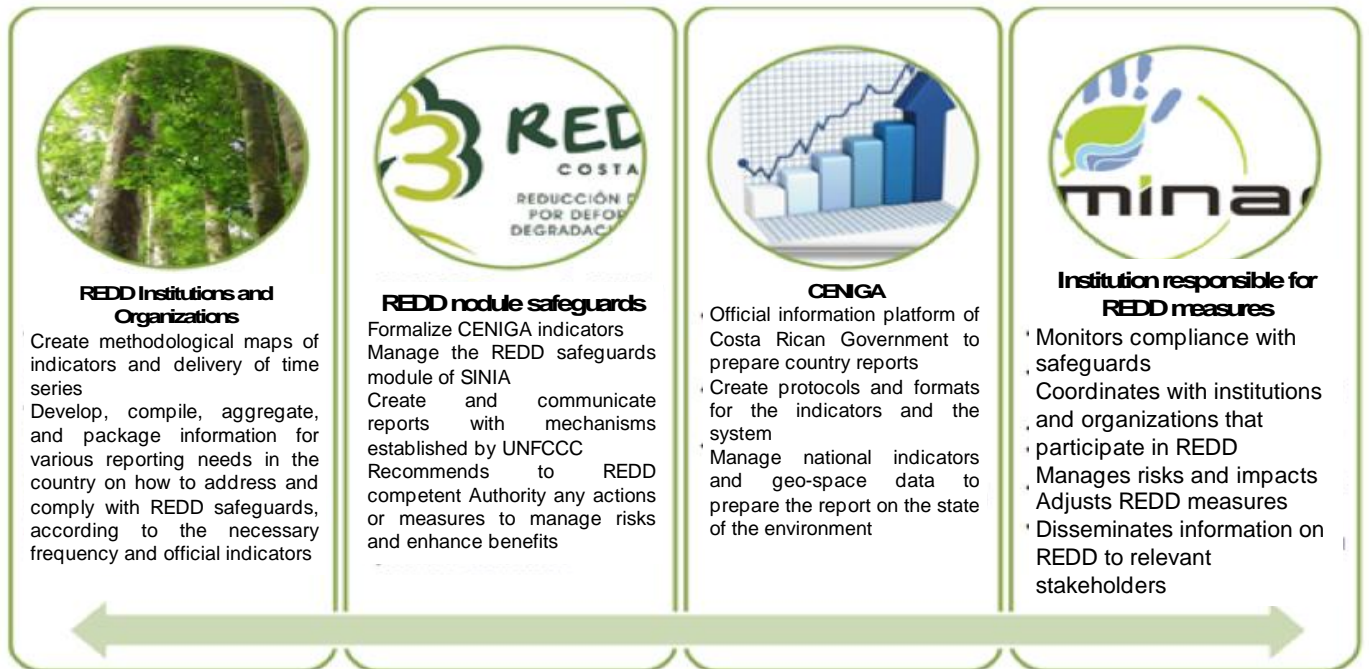 RED
COSTA
REDUCCIÓN D
POR DEFOR
DEGRADAC
minae
REDD Institutions and
Organizations
Create methodological maps of
indicators and delivery of time
series
Develop, compile, aggregate,
and package information for
various reporting needs in the
country on how to address and
comply with REDD safeguards,
according to the necessary
frequency and official indicators
REDD nodule safeguards
Formalize CENIGA indicators
Manage the REDD safeguards
module of SINIA
Create and communicate
reports with mechanisms
established by UNFCCC
Recommends to REDD
competent Authority any actions
or measures to manage risks
and enhance benefits
CENIGA
Official information platform of
Costa Rican Government to
prepare country reports
Create protocols and formats
for the indicators and the
system
Manage national indicators
and geo-space data to
prepare the report on the state
of the environment
Institution responsible for
REDD measures
Monitors compliance with
safeguards
Coordinates with institutions
and organizations that
participate in REDD
Manages risks and impacts
Adjusts REDD measures
Disseminates information on
REDD to relevant
stakeholders